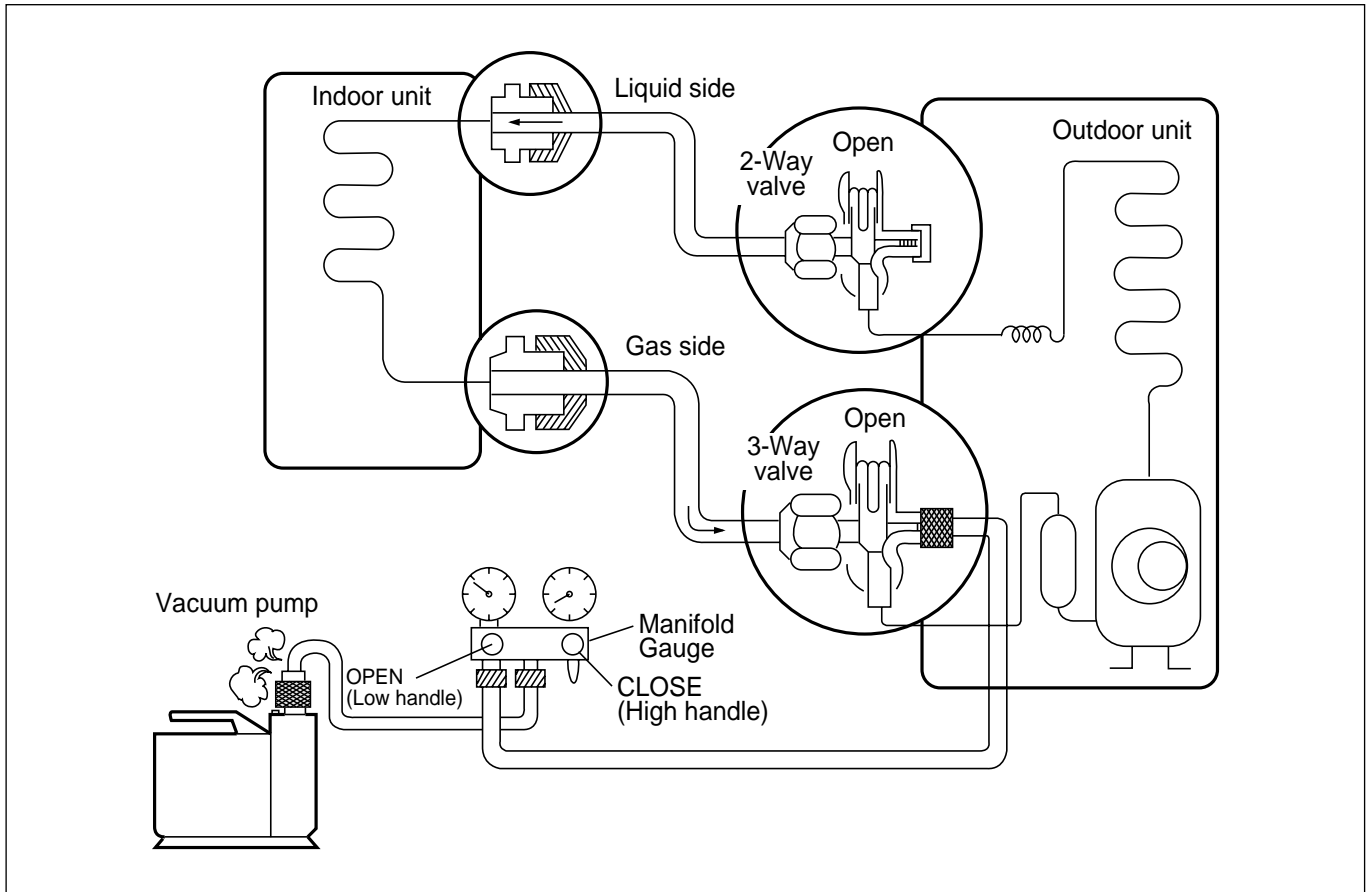 Indoor unit
Liquid side
2-Way
valve
Open
Outdoor unit
Gas side
3-Way
valve
Open
Vacuum pump
OPEN
(Low handle)
Manifold
Gauge
CLOSE
(High handle)